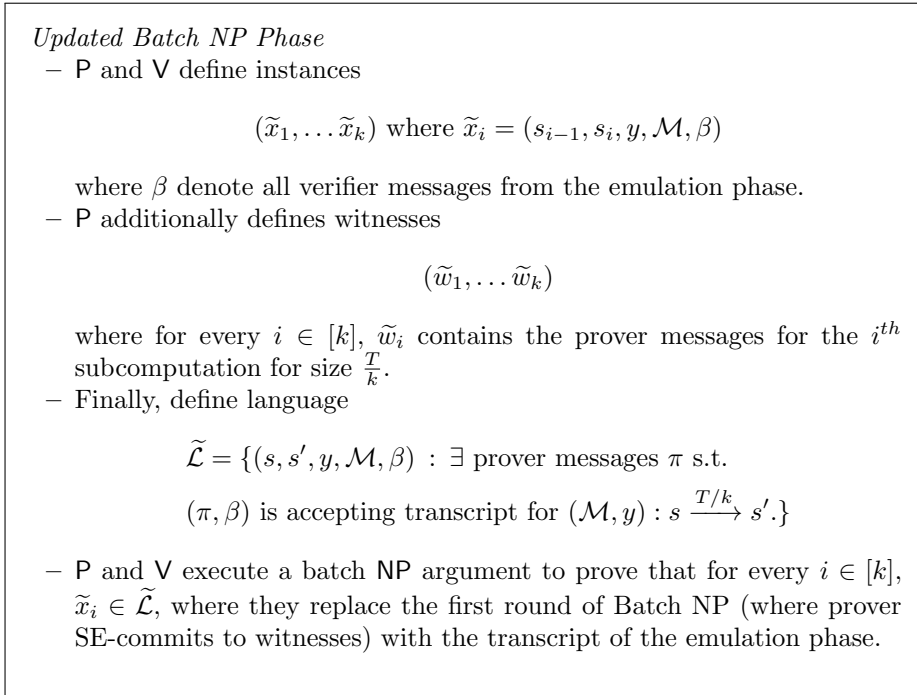 Updated Batch NP Phase
– P and V define instances
(x̃₁, … x̃ₖ) where x̃ᵢ = (sᵢ₋₁, sᵢ, y, ℳ, β)
where β denote all verifier messages from the emulation phase.
– P additionally defines witnesses
(w̃₁, … w̃ₖ)
where for every i ∈ [k], w̃ᵢ contains the prover messages for the iᵗʰ
subcomputation for size T/k.
– Finally, define language
ℒ̃ = {(s, s′, y, ℳ, β) : ∃ prover messages π s.t.
(π, β) is accepting transcript for (ℳ, y) : s —T/k→ s′.}
– P and V execute a batch NP argument to prove that for every i ∈ [k],
x̃ᵢ ∈ ℒ̃, where they replace the first round of Batch NP (where prover
SE-commits to witnesses) with the transcript of the emulation phase.